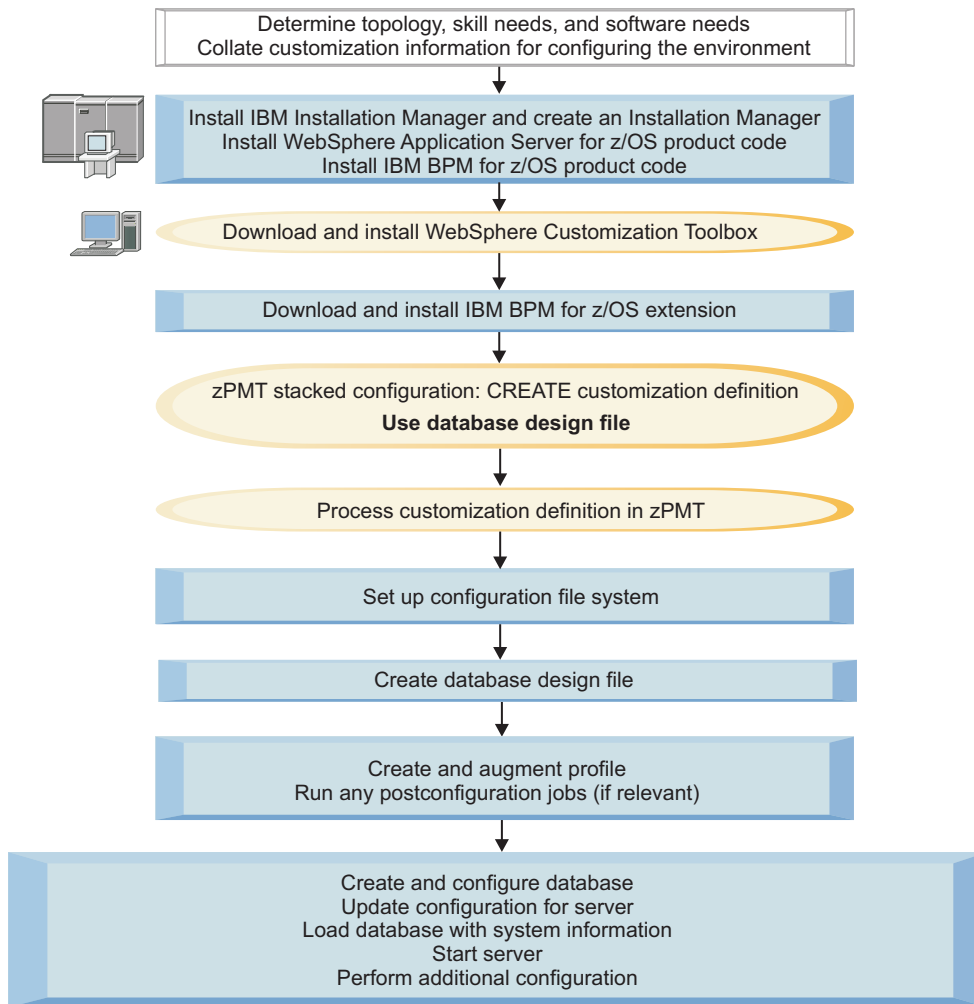 Determine topology, skill needs, and software needs
Collate customization information for configuring the environment
Install IBM Installation Manager and create an Installation Manager
Install WebSphere Application Server for z/OS product code
Install IBM BPM for z/OS product code
Download and install WebSphere Customization Toolbox
Download and install IBM BPM for z/OS extension
zPMT stacked configuration: CREATE customization definition
Use database design file
Process customization definition in zPMT
Set up configuration file system
Create database design file
Create and augment profile
Run any postconfiguration jobs (if relevant)
Create and configure database
Update configuration for server
Load database with system information
Start server
Perform additional configuration